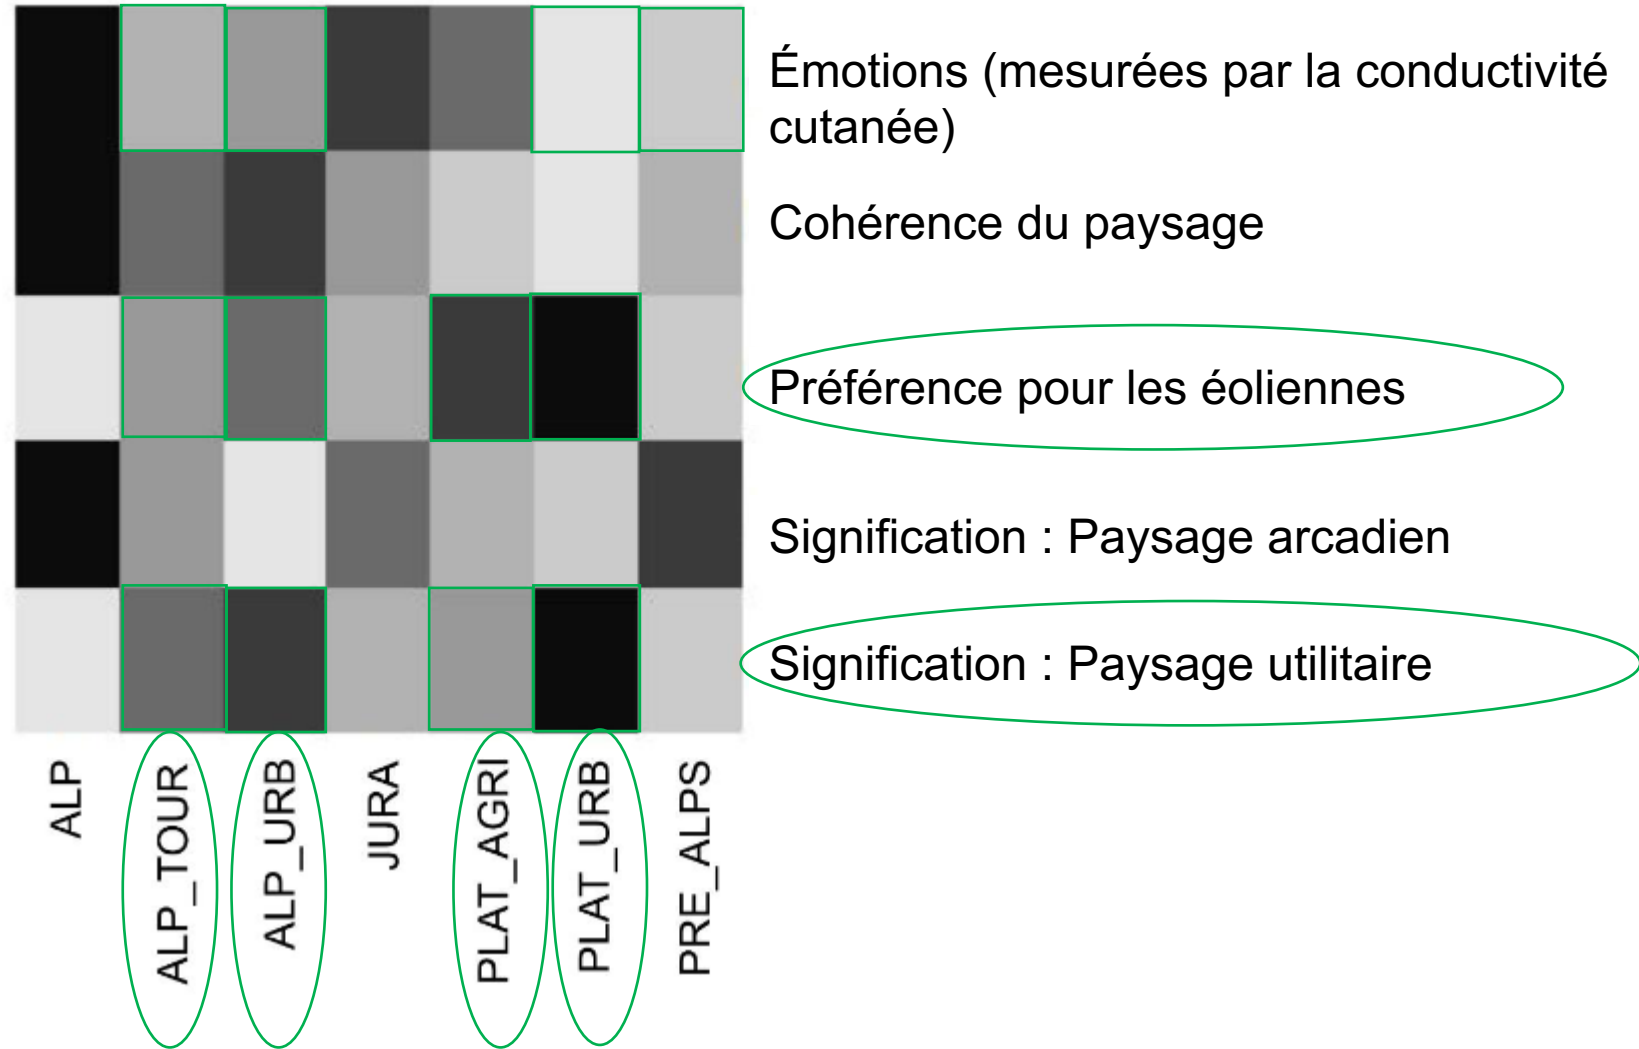 Émotions (mesurées par la conductivité
cutanée)
Cohérence du paysage
Préférence pour les éoliennes
Signification : Paysage arcadien
Signification : Paysage utilitaire
ALP
ALP_TOUR
ALP_URB
JURA
PLAT_AGRI
PLAT_URB
PRE_ALPS